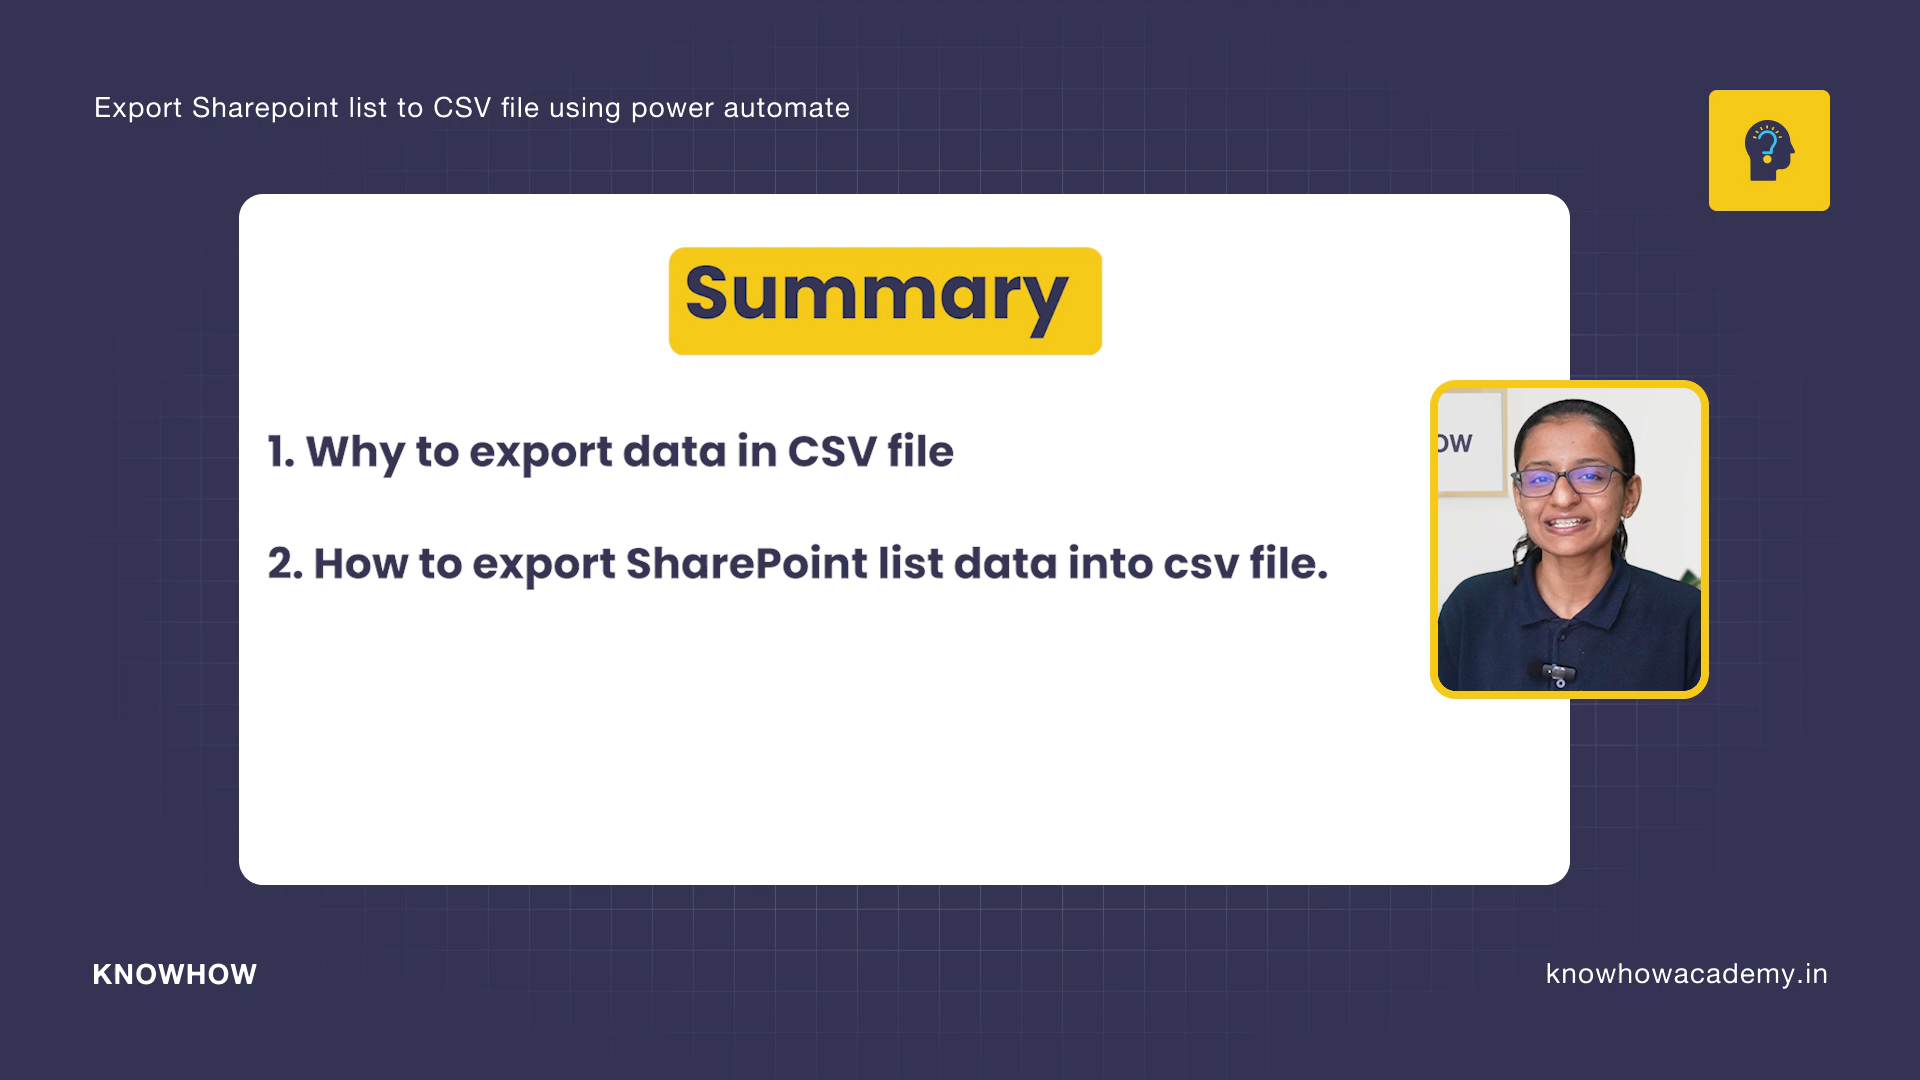 Export Sharepoint list to CSV file using power automate
Summary
1. Why to export data in CSV file
2. How to export SharePoint list data into csv file.
OW
KNOWHOW
knowhowacademy.in